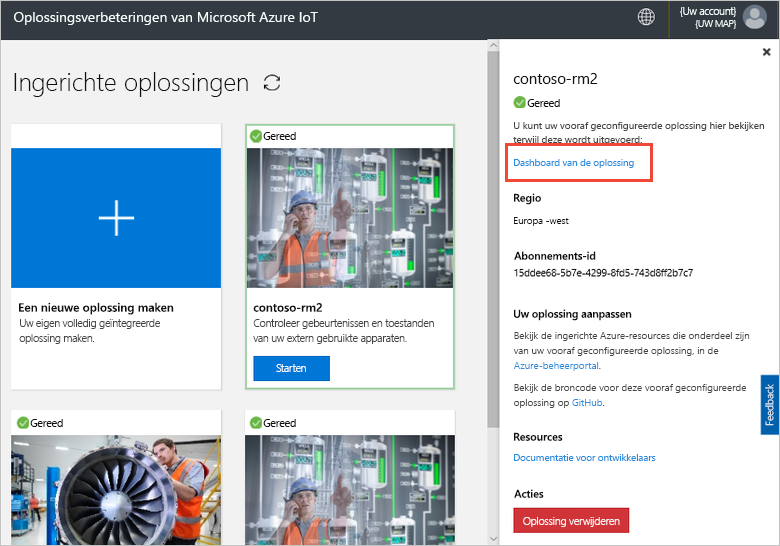 Oplossingsverbeteringen van Microsoft Azure IoT
{Uw account}
{UW MAP}
Ingerichte oplossingen
Een nieuwe oplossing maken
Uw eigen volledig geïntegreerde
oplossing maken.
Gereed
contoso-rm2
Controleer gebeurtenissen en toestanden
van uw extern gebruikte apparaten.
Starten
Gereed
Gereed
contoso-rm2
Gereed
U kunt uw vooraf geconfigureerde oplossing hier bekijken
terwijl deze wordt uitgevoerd:
Dashboard van de oplossing
Regio
Europa -west
Abonnements-id
15ddee68-5b7e-4299-8fd5-743d8ff2b7c7
Uw oplossing aanpassen
Bekijk de ingerichte Azure-resources die onderdeel zijn
van uw vooraf geconfigureerde oplossing, in de
Azure-beheerportal.
Bekijk de broncode voor deze vooraf geconfigureerde
oplossing op GitHub.
Resources
Documentatie voor ontwikkelaars
Acties
Oplossing verwijderen
Feedback